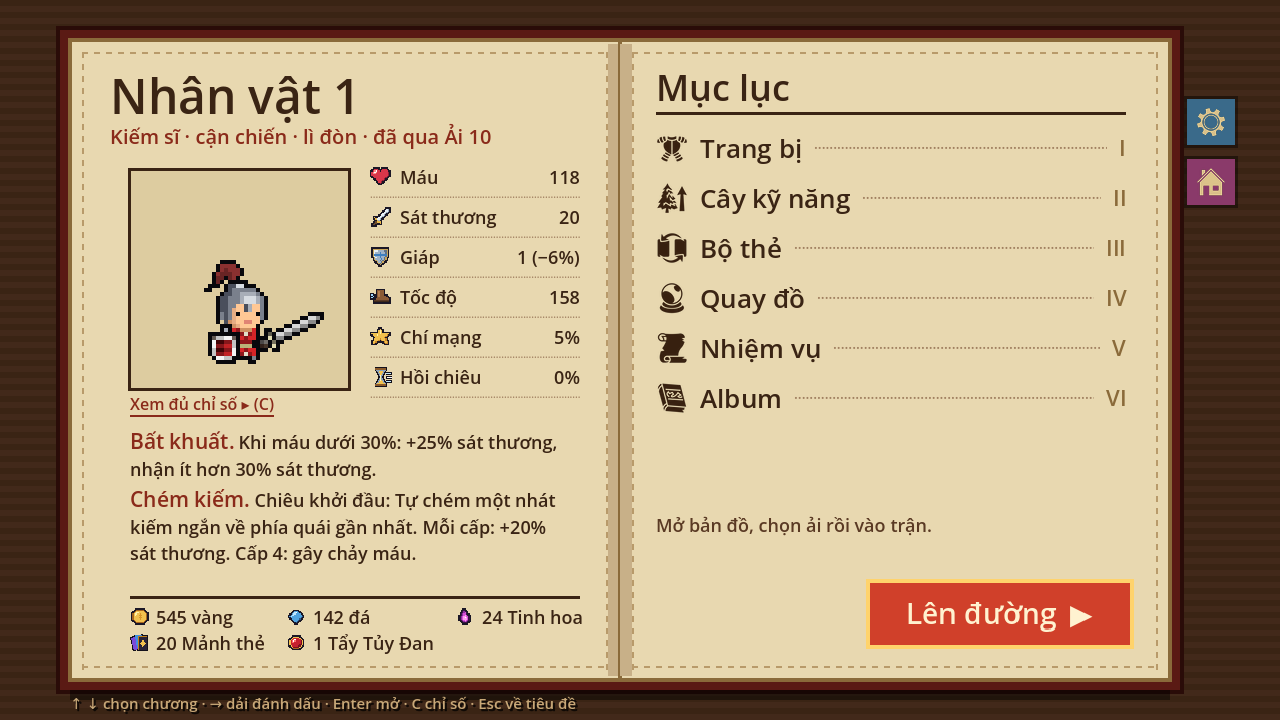 Nhân vật 1
Kiếm sĩ · cận chiến · lì đòn · đã qua Ải 10
Máu 118
Sát thương 20
Giáp 1 (−6%)
Tốc độ 158
Chí mạng 5%
Hồi chiêu 0%
Xem đủ chỉ số ▸ (C)
Bất khuất. Khi máu dưới 30%: +25% sát thương,
nhận ít hơn 30% sát thương.
Chém kiếm. Chiêu khởi đầu: Tự chém một nhát
kiếm ngắn về phía quái gần nhất. Mỗi cấp: +20%
sát thương. Cấp 4: gây chảy máu.
545 vàng 142 đá 24 Tinh hoa
20 Mảnh thẻ 1 Tẩy Tủy Đan
Mục lục
Trang bị I
Cây kỹ năng II
Bộ thẻ III
Quay đồ IV
Nhiệm vụ V
Album VI
Mở bản đồ, chọn ải rồi vào trận.
Lên đường ▶
↑ ↓ chọn chương · → dải đánh dấu · Enter mở · C chỉ số · Esc về tiêu đề